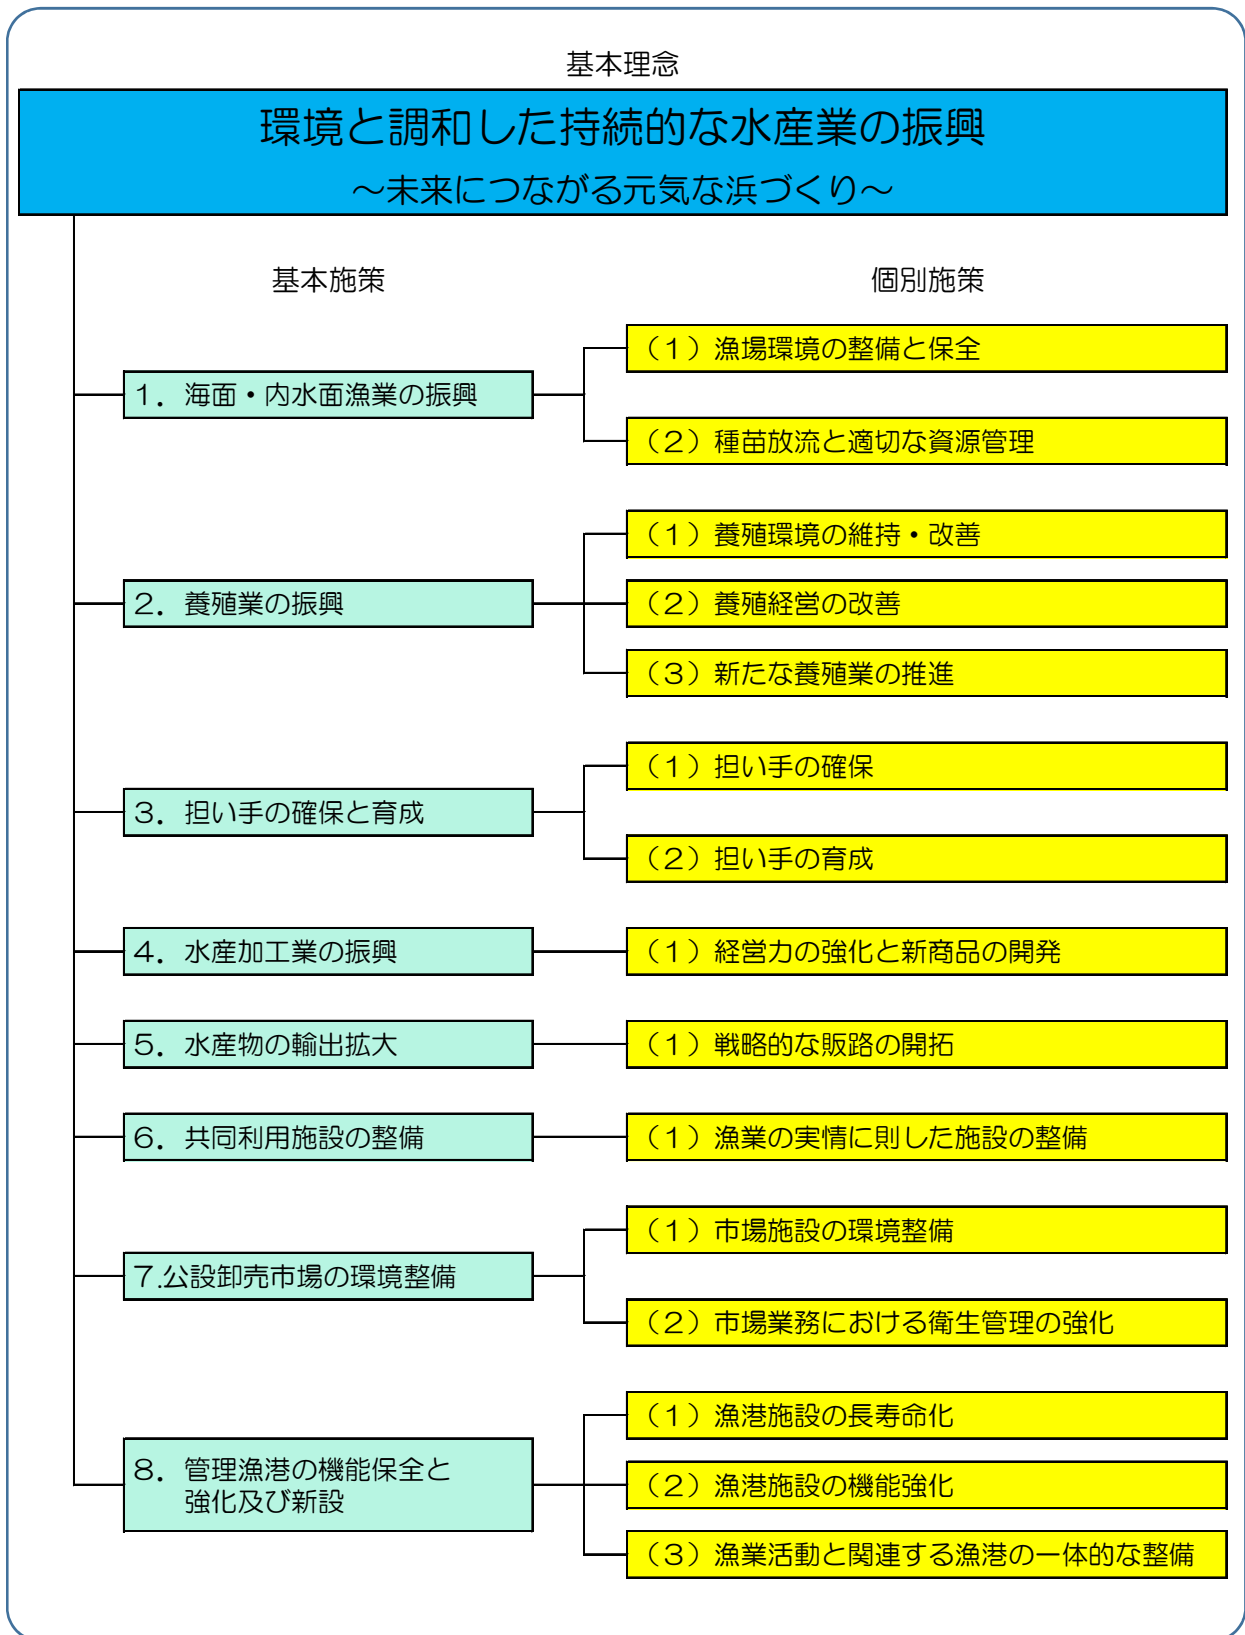 基本理念
環境と調和した持続的な水産業の振興
～未来につながる元気な浜づくり～
基本施策
個別施策
1．海面・内水面漁業の振興
（1）漁場環境の整備と保全
（2）種苗放流と適切な資源管理
2．養殖業の振興
（1）養殖環境の維持・改善
（2）養殖経営の改善
（3）新たな養殖業の推進
3．担い手の確保と育成
（1）担い手の確保
（2）担い手の育成
4．水産加工業の振興
（1）経営力の強化と新商品の開発
5．水産物の輸出拡大
（1）戦略的な販路の開拓
6．共同利用施設の整備
（1）漁業の実情に則した施設の整備
7.公設卸売市場の環境整備
（1）市場施設の環境整備
（2）市場業務における衛生管理の強化
8．管理漁港の機能保全と
強化及び新設
（1）漁港施設の長寿命化
（2）漁港施設の機能強化
（3）漁業活動と関連する漁港の一体的な整備